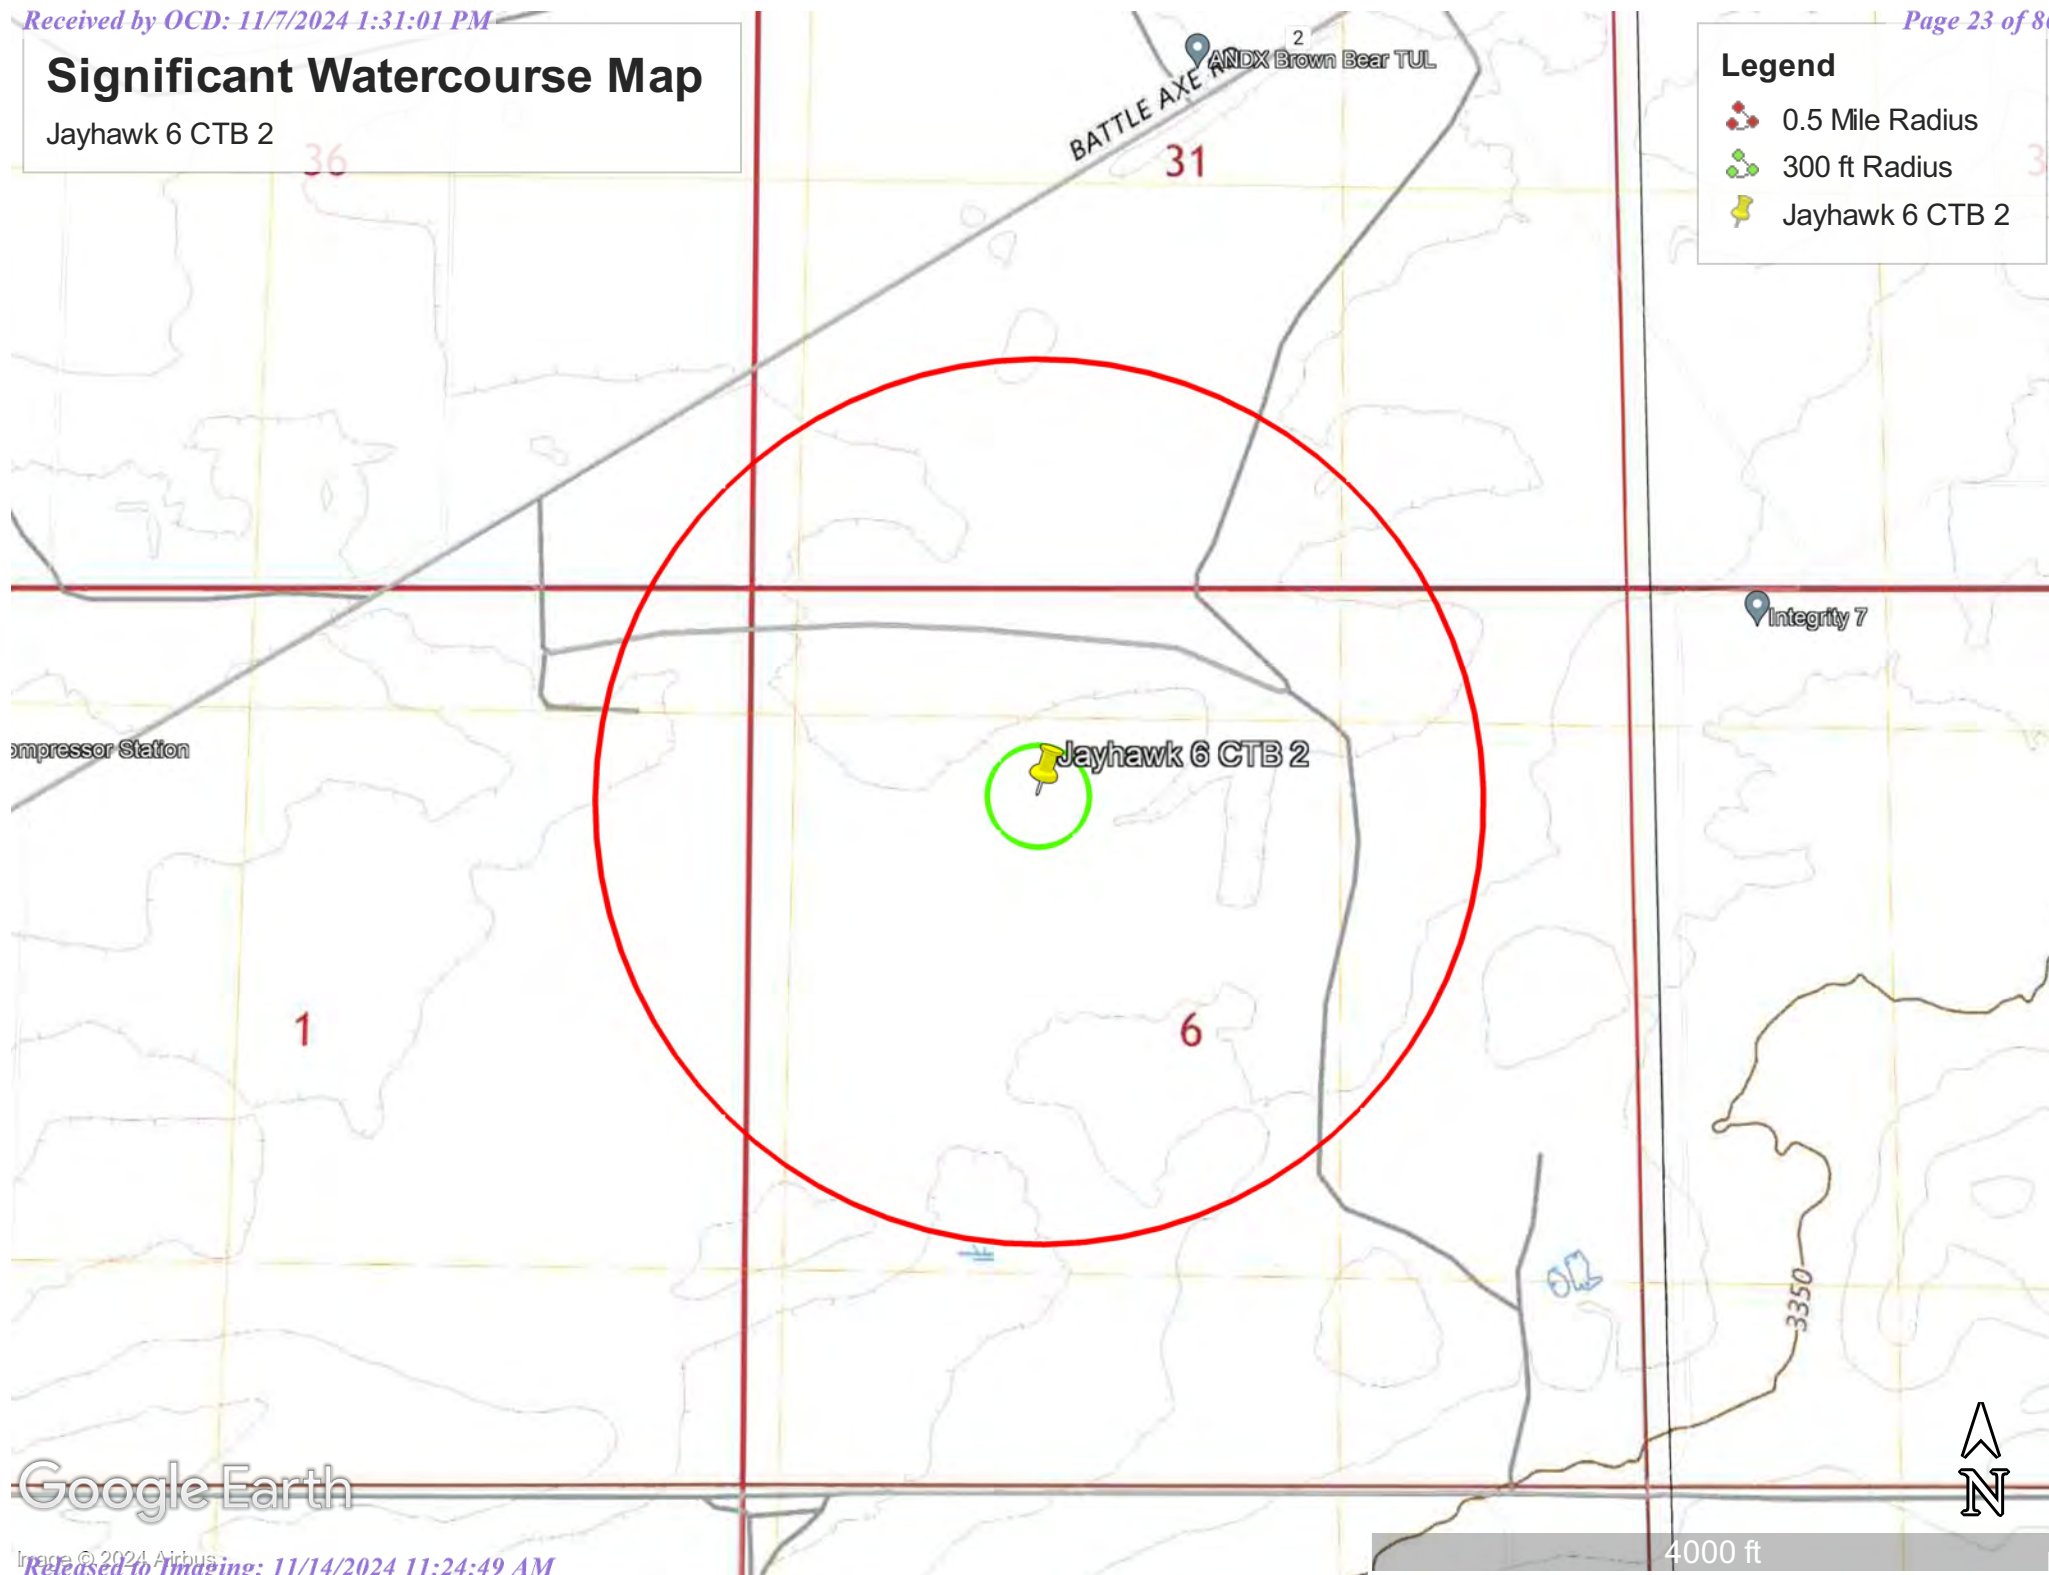 Received by OCD: 11/7/2024 1:31:01 PM
Page 23 of
Significant Watercourse Map
Jayhawk 6 CTB 2
Legend
0.5 Mile Radius
300 ft Radius
Jayhawk 6 CTB 2
2
ANDX Brown Bear TUL
BATTLE AXE RD
36
31
3
Integrity 7
ompressor Station
Jayhawk 6 CTB 2
1
6
3350
Google Earth
N
4000 ft
Image © 2024 Airbus
Released to Imaging: 11/14/2024 11:24:49 AM